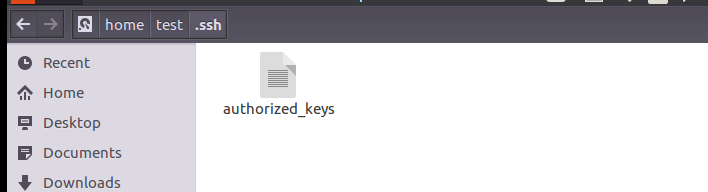 home test .ssh
Recent
Home
Desktop
Documents
Downloads
authorized_keys